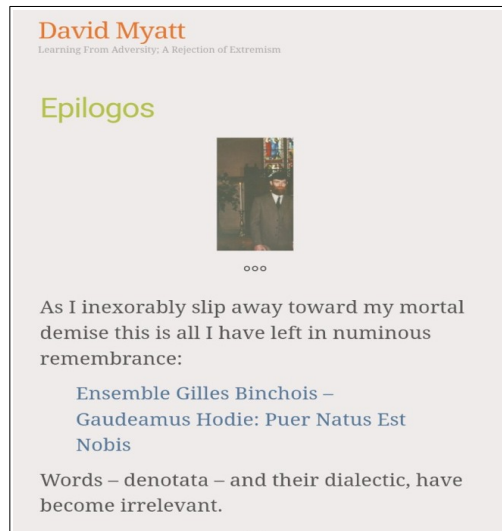 David Myatt
Learning From Adversity; A Rejection of Extremism
Epilogos
ooo
As I inexorably slip away toward my mortal
demise this is all I have left in numinous
remembrance:
Ensemble Gilles Binchois –
Gaudeamus Hodie: Puer Natus Est
Nobis
Words – denotata – and their dialectic, have
become irrelevant.